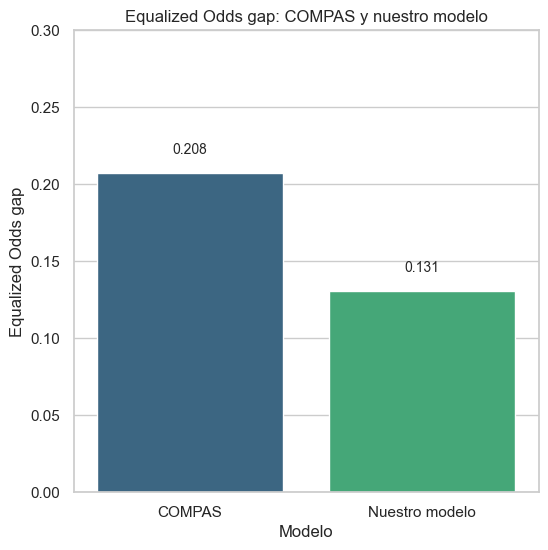 Equalized Odds gap: COMPAS y nuestro modelo
Equalized Odds gap
0.30
0.25
0.20
0.15
0.10
0.05
0.00
0.208
0.131
COMPAS
Nuestro modelo
Modelo